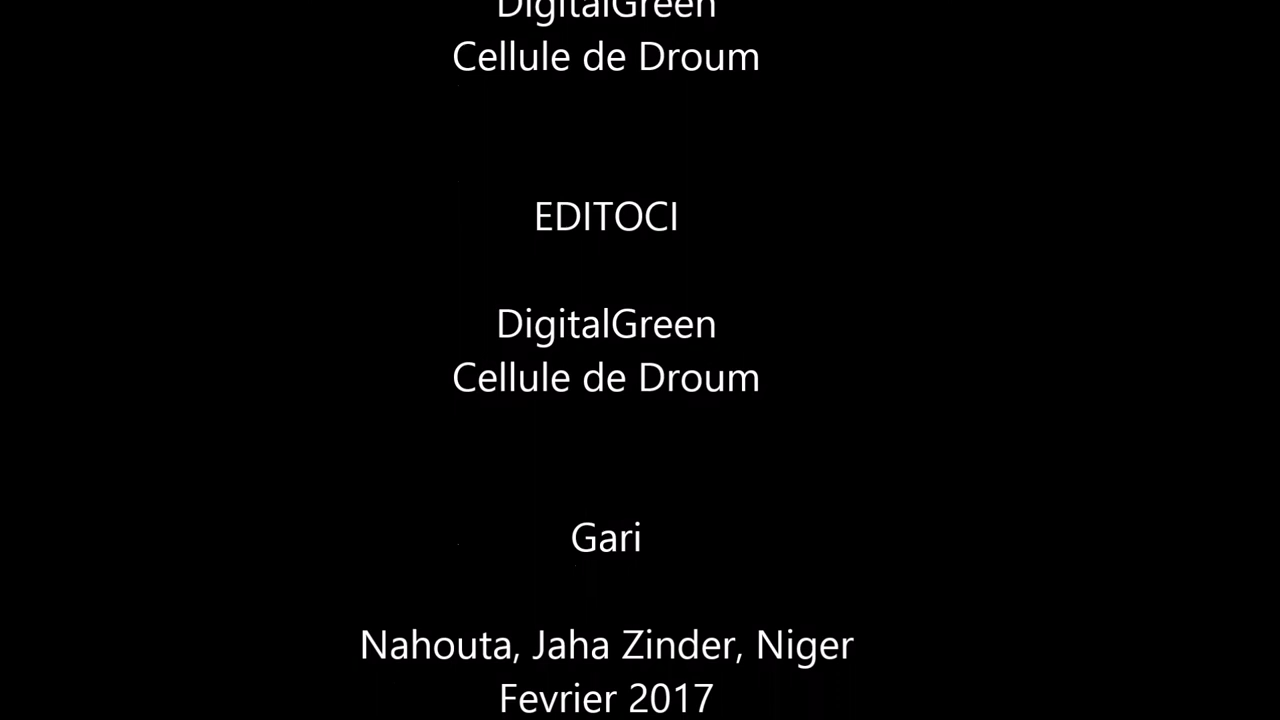 DigitalGreen
Cellule de Droum
EDITOCI
DigitalGreen
Cellule de Droum
Gari
Nahouta, Jaha Zinder, Niger
Fevrier 2017